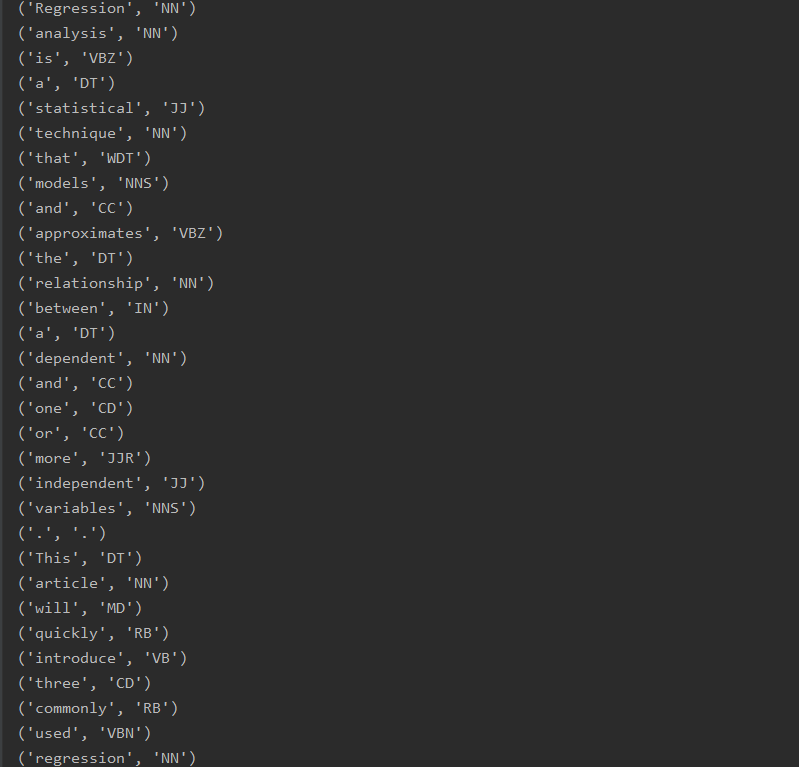 ('Regression', 'NN')
('analysis', 'NN')
('is', 'VBZ')
('a', 'DT')
('statistical', 'JJ')
('technique', 'NN')
('that', 'WDT')
('models', 'NNS')
('and', 'CC')
('approximates', 'VBZ')
('the', 'DT')
('relationship', 'NN')
('between', 'IN')
('a', 'DT')
('dependent', 'NN')
('and', 'CC')
('one', 'CD')
('or', 'CC')
('more', 'JJR')
('independent', 'JJ')
('variables', 'NNS')
('.', '.')
('This', 'DT')
('article', 'NN')
('will', 'MD')
('quickly', 'RB')
('introduce', 'VB')
('three', 'CD')
('commonly', 'RB')
('used', 'VBN')
('regression', 'NN')